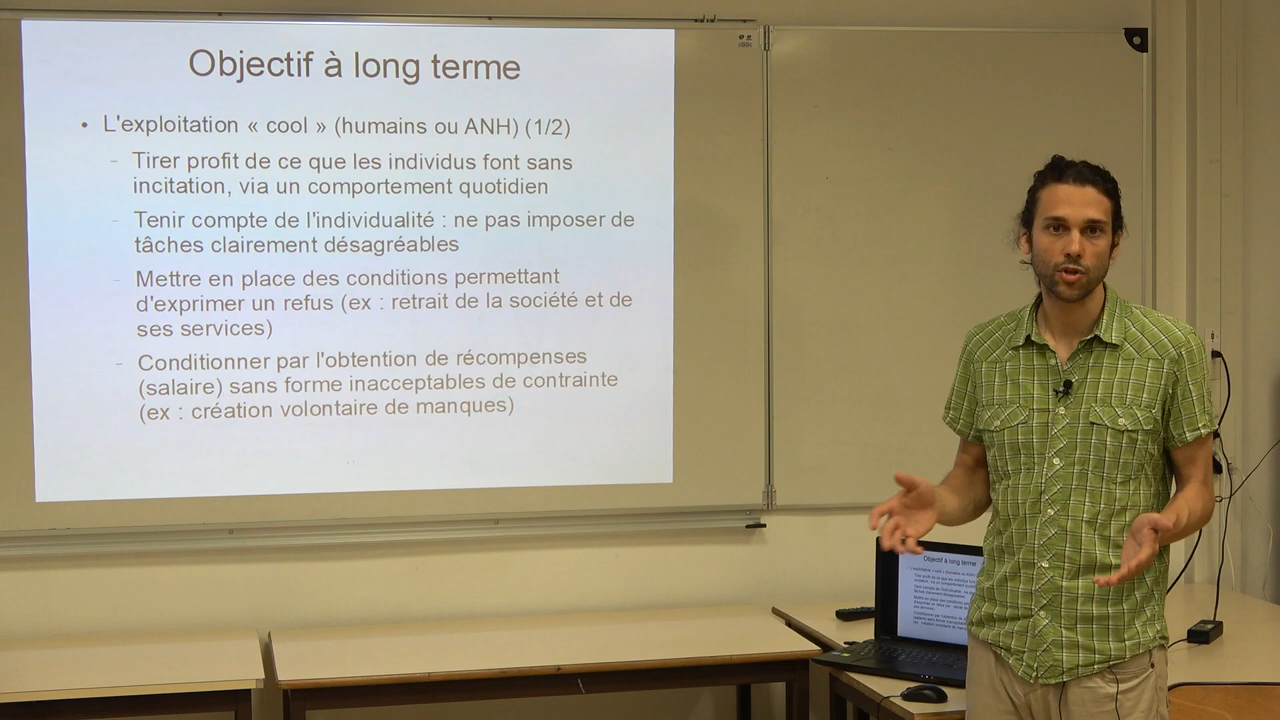 Objectif à long terme
• L'exploitation « cool » (humains ou ANH) (1/2)
– Tirer profit de ce que les individus font sans
incitation, via un comportement quotidien
– Tenir compte de l'individualité : ne pas imposer de
tâches clairement désagréables
– Mettre en place des conditions permettant
d'exprimer un refus (ex : retrait de la société et de
ses services)
– Conditionner par l'obtention de récompenses
(salaire) sans forme inacceptables de contrainte
(ex : création volontaire de manques)
Objectif à long terme